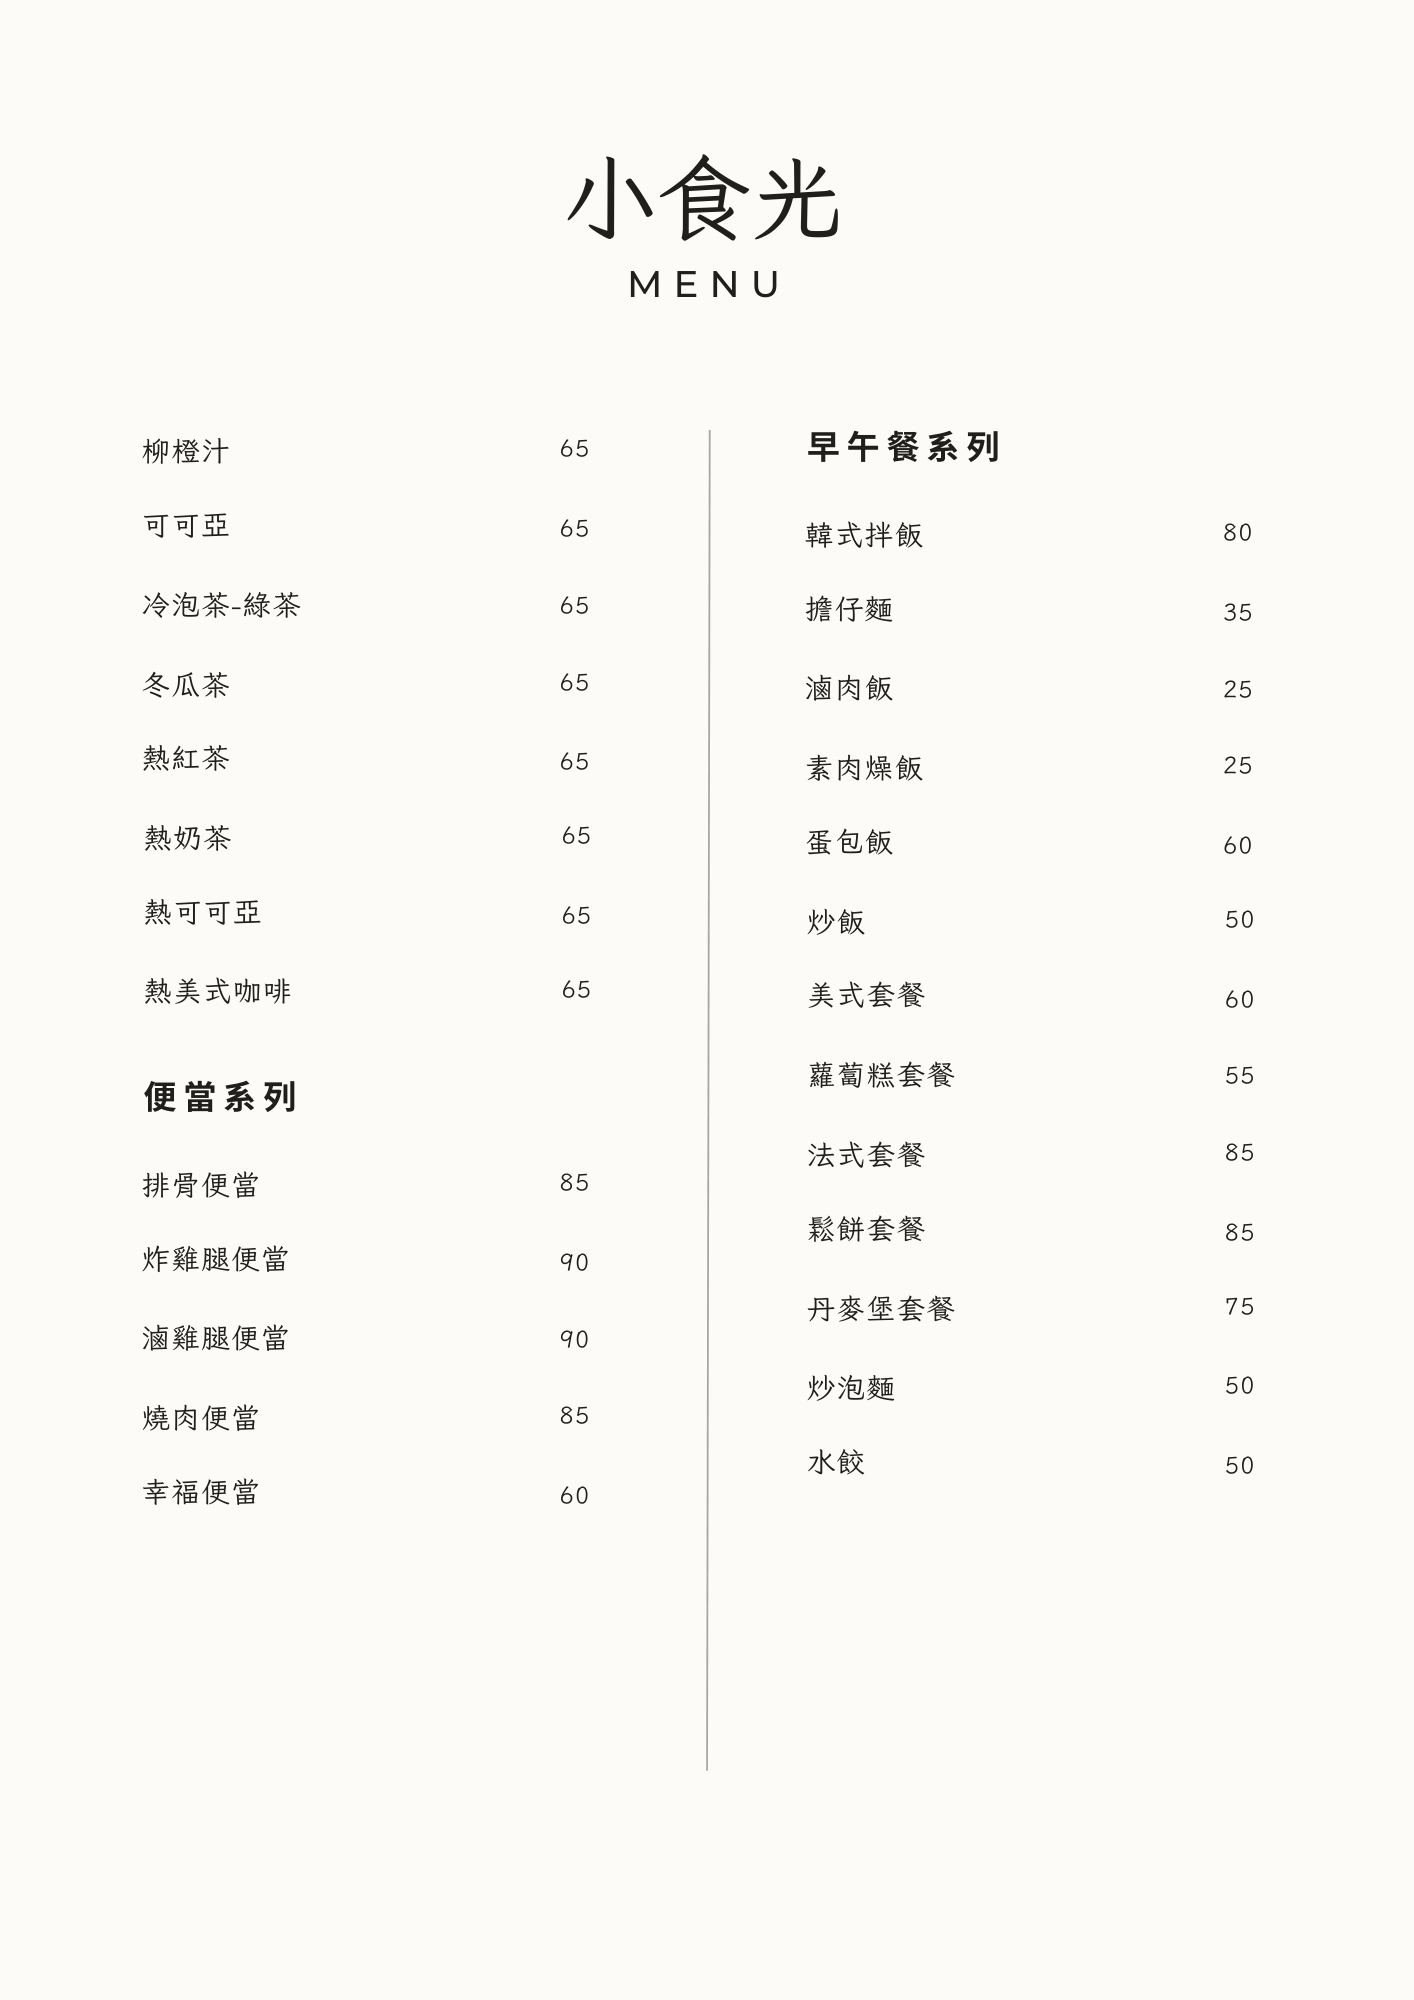 小食光
MENU
柳橙汁 65
可可亞 65
冷泡茶-綠茶 65
冬瓜茶 65
熱紅茶 65
熱奶茶 65
熱可可亞 65
熱美式咖啡 65
便當系列
排骨便當 85
炸雞腿便當 90
滷雞腿便當 90
燒肉便當 85
幸福便當 60
早午餐系列
韓式拌飯 80
擔仔麵 35
滷肉飯 25
素肉燥飯 25
蛋包飯 60
炒飯 50
美式套餐 60
蘿蔔糕套餐 55
法式套餐 85
鬆餅套餐 85
丹麥堡套餐 75
炒泡麵 50
水餃 50